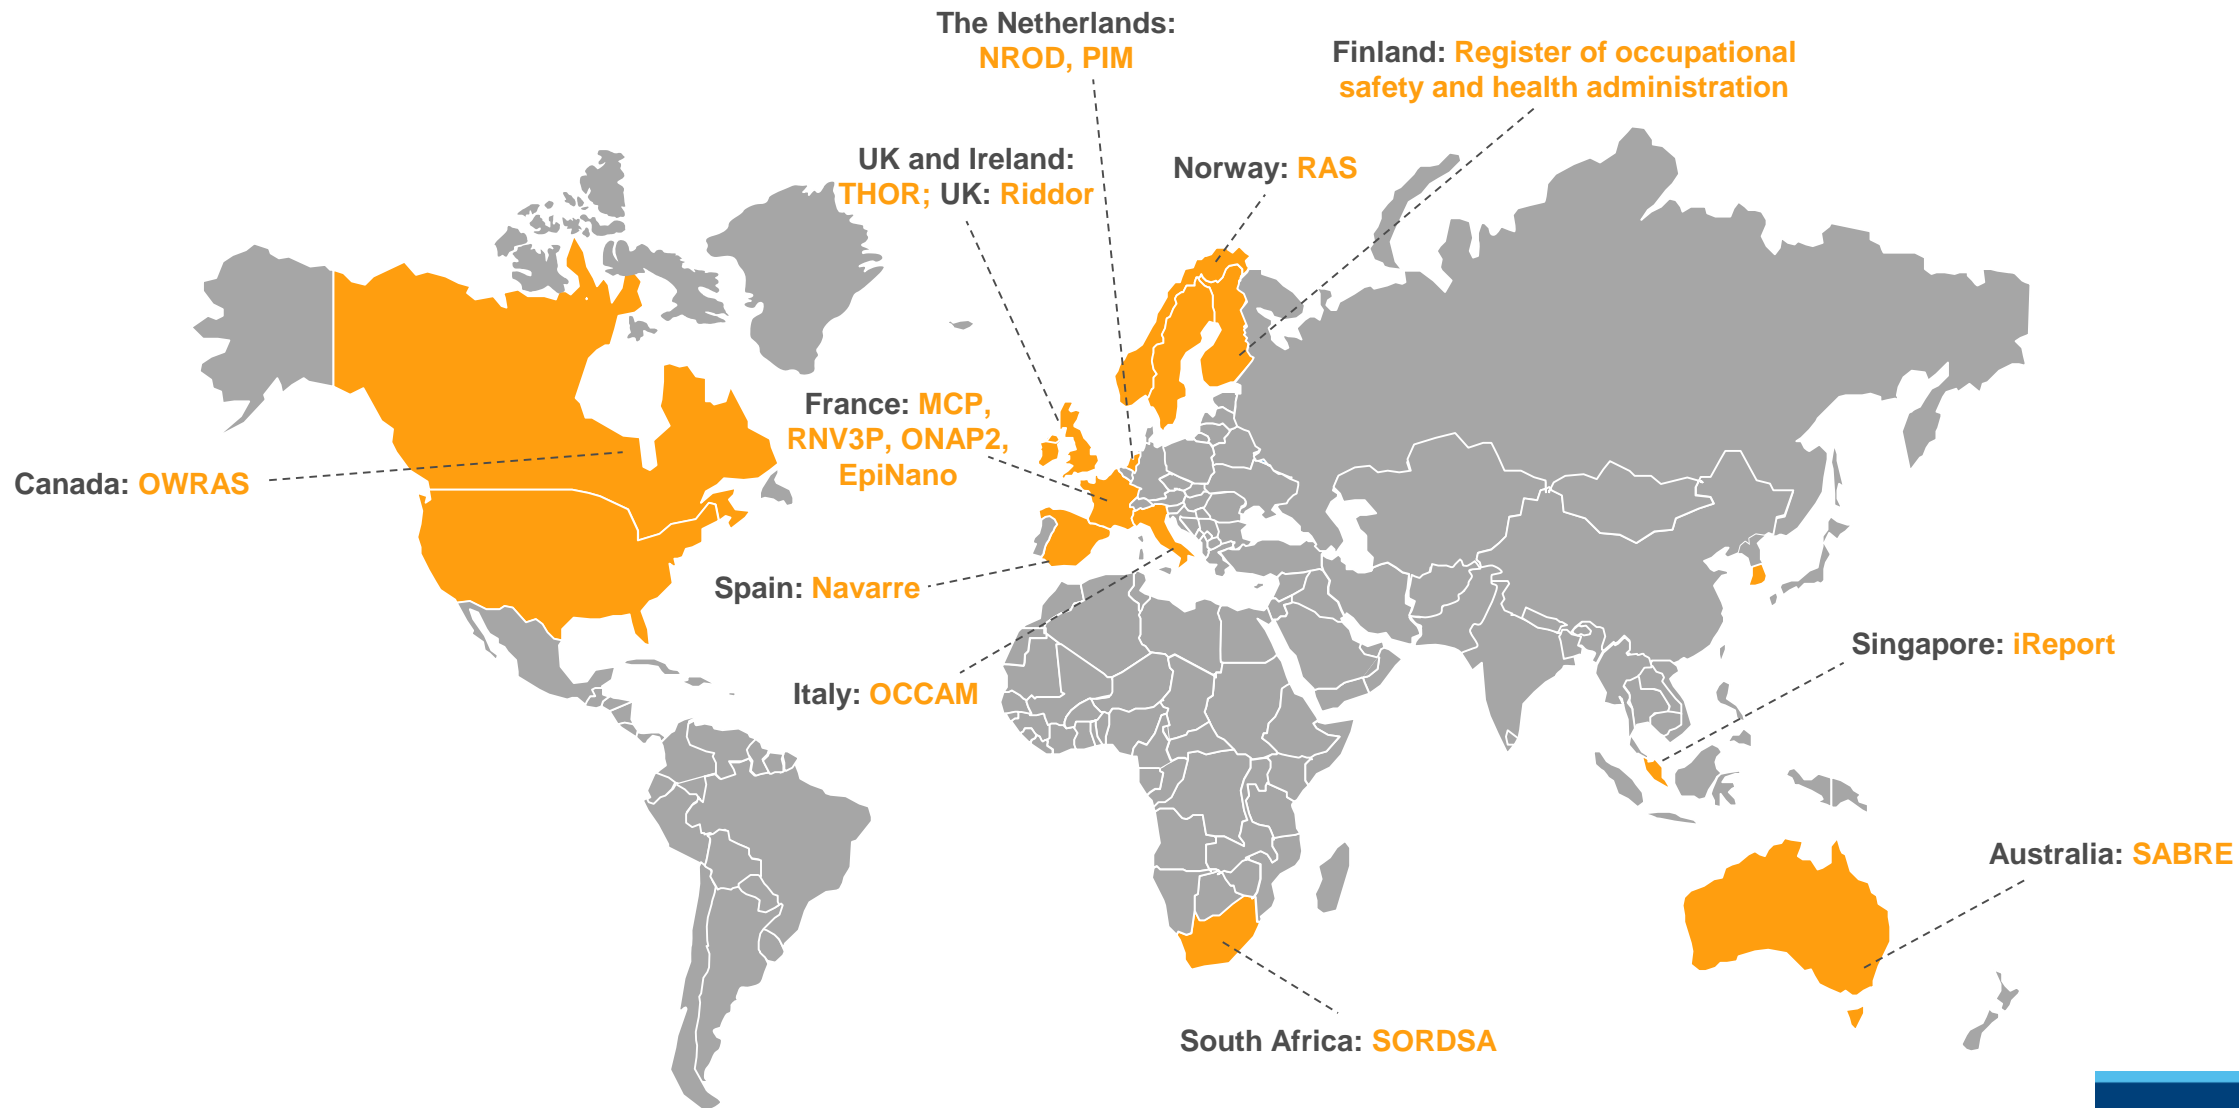 The Netherlands:
NROD, PIM
Finland: Register of occupational
safety and health administration
UK and Ireland:
THOR; UK: Riddor
Norway: RAS
France: MCP,
RNV3P, ONAP2,
EpiNano
Canada: OWRAS
Spain: Navarre
Singapore: iReport
Italy: OCCAM
Australia: SABRE
South Africa: SORDSA